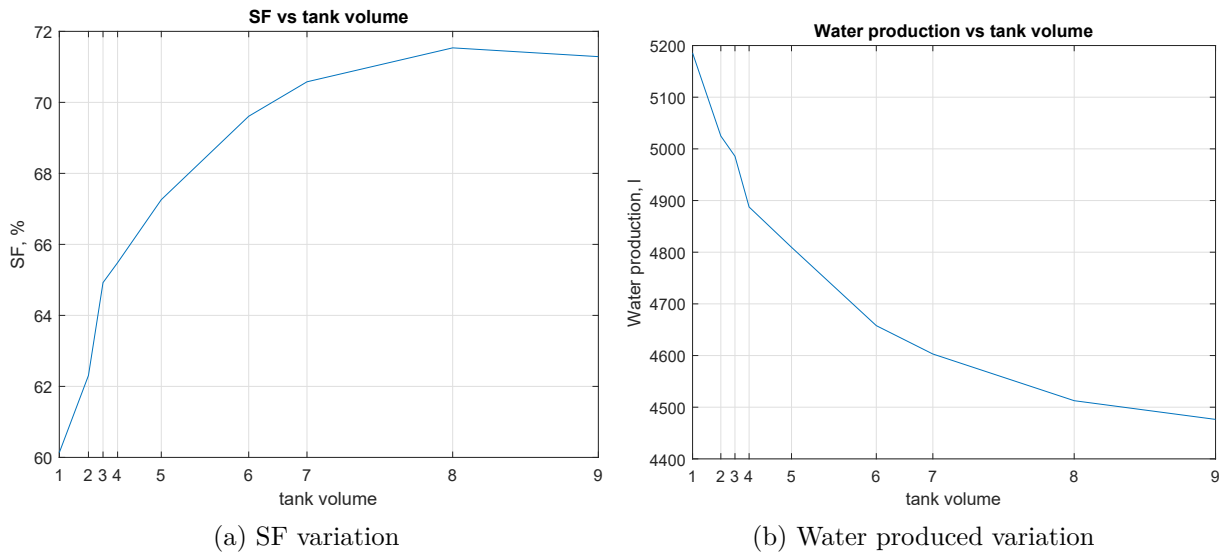 SF vs tank volume
72
70
68
66
64
62
60
SF, %
1 2 3 4 5 6 7 8 9
tank volume
(a) SF variation
Water production vs tank volume
5200
5100
5000
4900
4800
4700
4600
4500
4400
Water production, l
1 2 3 4 5 6 7 8 9
tank volume
(b) Water produced variation